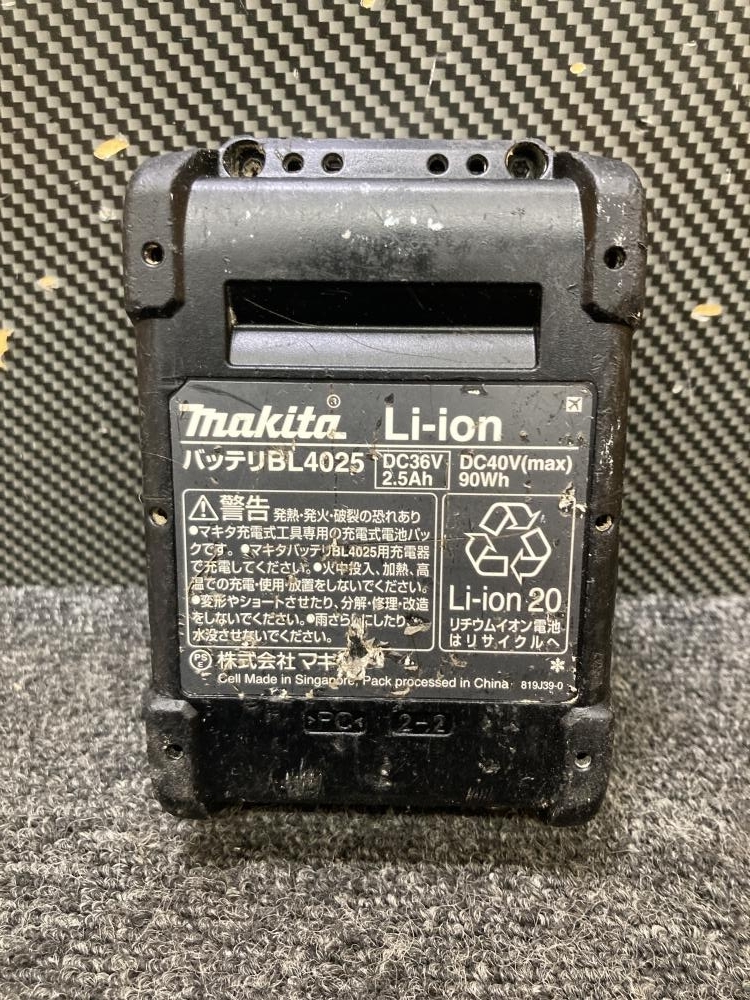 makita Li-ion
バッテリBL4025 DC36V 2.5Ah DC40V(max) 90Wh
警告 発熱・発火・破裂の恐れあり
●マキタ充電式工具専用の充電式電池パッ
クです。●マキタバッテリBL4025用充電器
で充電してください。●火中投入、加熱、高
温での充電・使用・放置をしないでください。
●変形やショートさせたり、分解・修理・改造
をしないでください。●雨ざらしにしたり、
水没させないでください。
Li-ion 20
リチウムイオン電池
はリサイクルへ
PSE 株式会社 マキ
Cell Made in Singapore, Pack processed in China 819J39-0
>PC< 2-2